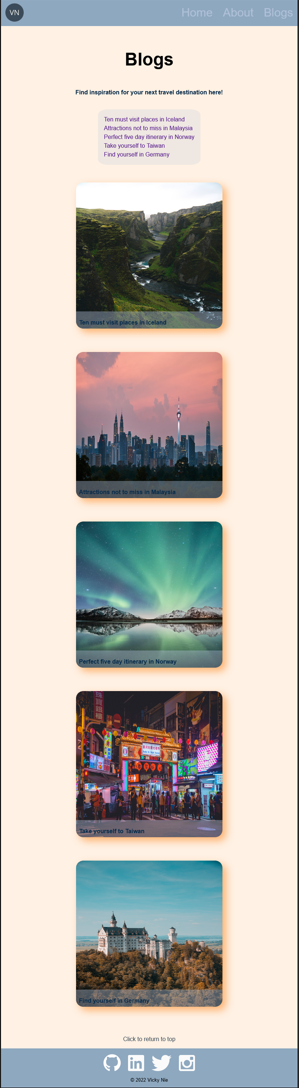 VN
Home About Blogs
Blogs
Find inspiration for your next travel destination here!
Ten must visit places in Iceland
Attractions not to miss in Malaysia
Perfect five day itinerary in Norway
Take yourself to Taiwan
Find yourself in Germany
Ten must visit places in Iceland
Attractions not to miss in Malaysia
Perfect five day itinerary in Norway
Take yourself to Taiwan
Find yourself in Germany
Click to return to top
© 2022 Vicky Nie